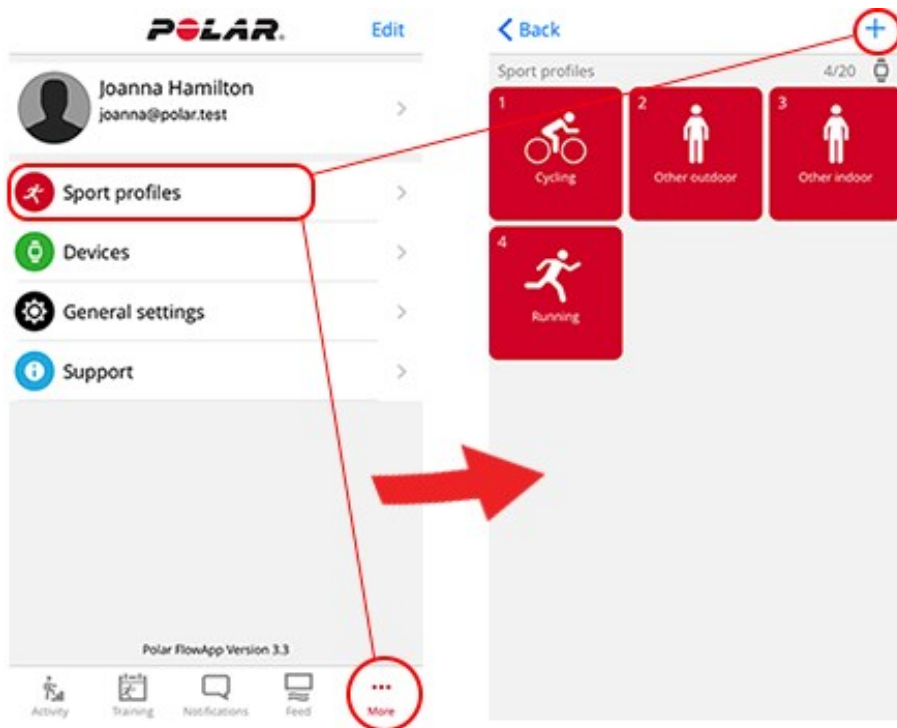 POLAR.
Edit
Joanna Hamilton
joanna@polar.test
Sport profiles
Devices
General settings
Support
Polar FlowApp Version 3.3
Activity
Training
Notifications
Feed
More
Back
+
Sport profiles
4/20
1
Cycling
2
Other outdoor
3
Other indoor
4
Running